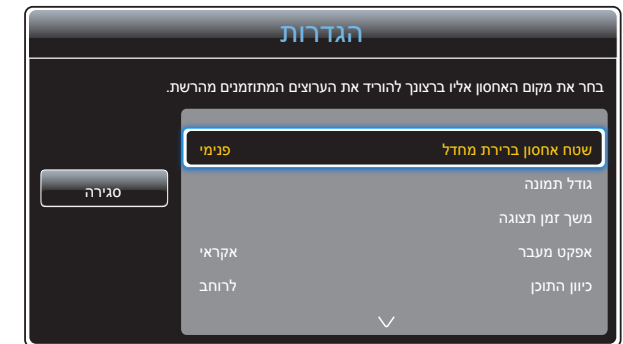 הגדרות
בחר את מקום האחסון אליו ברצונך להוריד את הערוצים המתוזמנים מהרשת.
שטח אחסון ברירת מחדל פנימי
גודל תמונה
משך זמן תצוגה
אפקט מעבר אקראי
כיוון התוכן לרוחב
סגירה